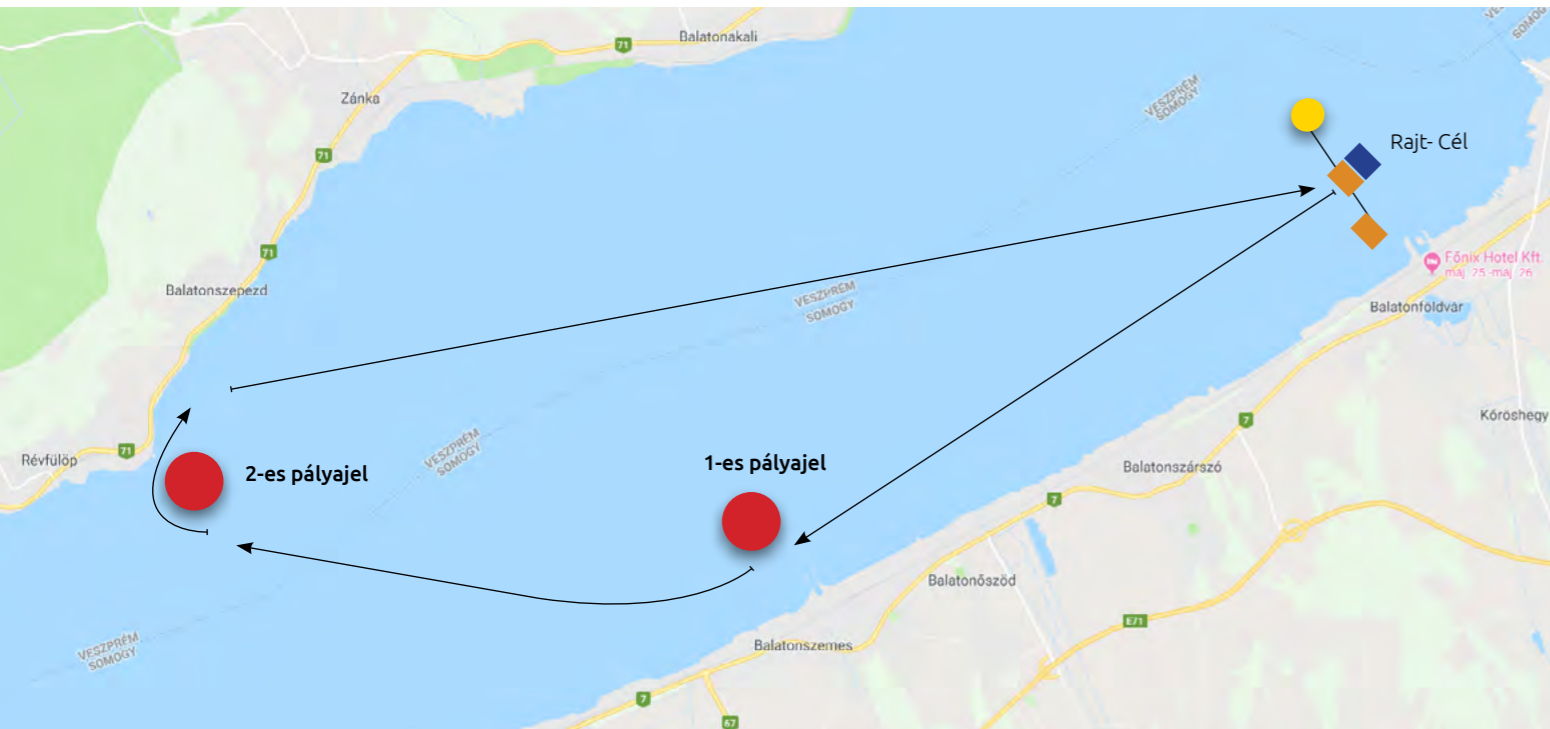 VESZPRÉM
SOMOGY
71
Balatonakali
Zánka
71
VESZPRÉM
SOMOGY
Rajt- Cél
71
Főnix Hotel Kft.
máj. 25-máj. 26
Balatonszepezd
VESZPRÉM
SOMOGY
Balatonföldvár
Kőröshegy
7
71
Révfülöp
VESZPRÉM
SOMOGY
2-es pályajel
1-es pályajel
Balatonszárszó
7
Balatonőszöd
E71
VESZPRÉM
SOMOGY
Balatonszemes
7
67